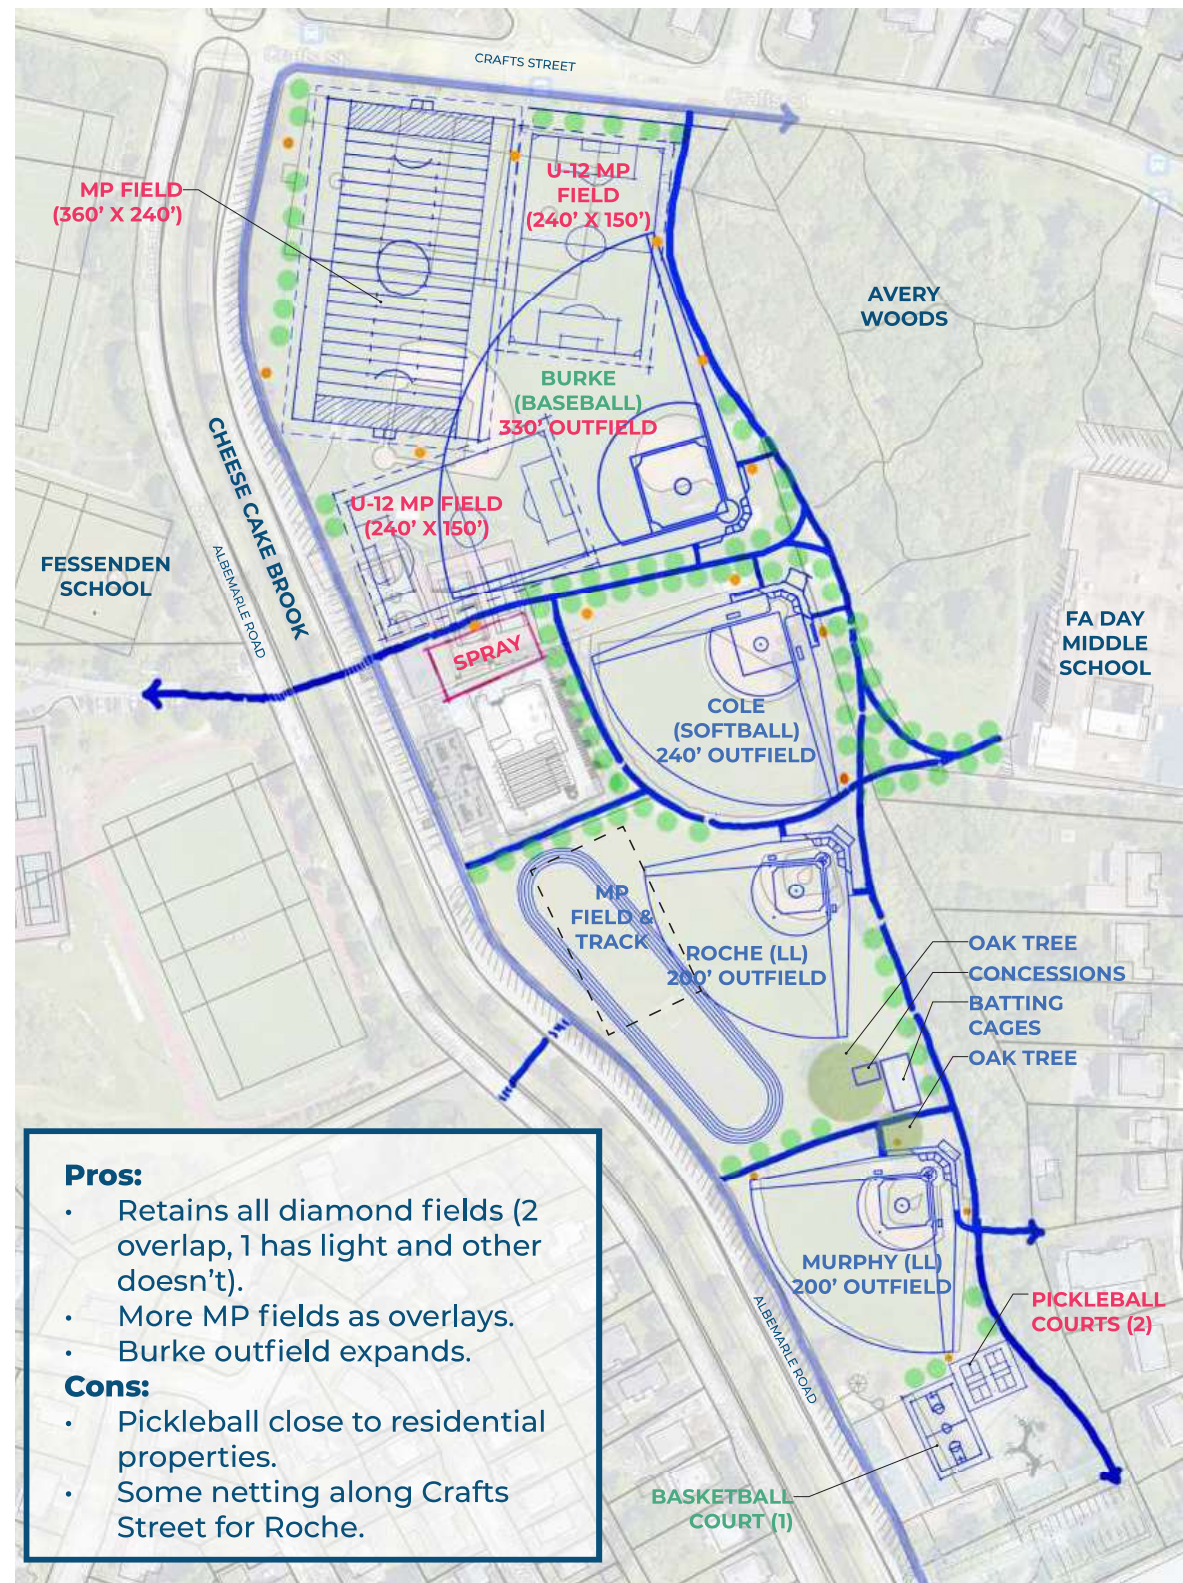 CRAFTS STREET
Crafts St
Crafts St
U-12 MP
FIELD
(240’ X 150’)
MP FIELD
(360’ X 240’)
AVERY
WOODS
BURKE
(BASEBALL)
330’ OUTFIELD
CHEESE CAKE BROOK
U-12 MP FIELD
(240’ X 150’)
FESSENDEN
SCHOOL
ALBEMARLE ROAD
FA DAY
MIDDLE
SCHOOL
SPRAY
COLE
(SOFTBALL)
240’ OUTFIELD
MP
FIELD &
TRACK
ROCHE (LL)
200’ OUTFIELD
OAK TREE
CONCESSIONS
BATTING
CAGES
OAK TREE
MURPHY (LL)
200’ OUTFIELD
ALBEMARLE ROAD
PICKLEBALL
COURTS (2)
BASKETBALL
COURT (1)
Pros:
• Retains all diamond fields (2
overlap, 1 has light and other
doesn’t).
• More MP fields as overlays.
• Burke outfield expands.
Cons:
• Pickleball close to residential
properties.
• Some netting along Crafts
Street for Roche.